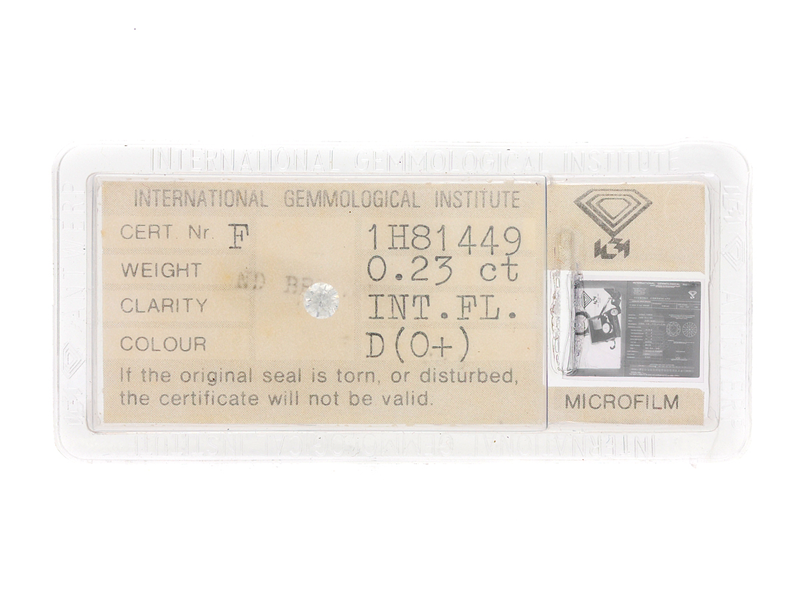 INTERNATIONAL GEMMOLOGICAL INSTITUTE
INTERNATIONAL GEMMOLOGICAL INSTITUTE
CERT. Nr. F 1H81449
WEIGHT 0.23 ct
CLARITY INT.FL.
COLOUR D(0+)
If the original seal is torn, or disturbed,
the certificate will not be valid.
MICROFILM